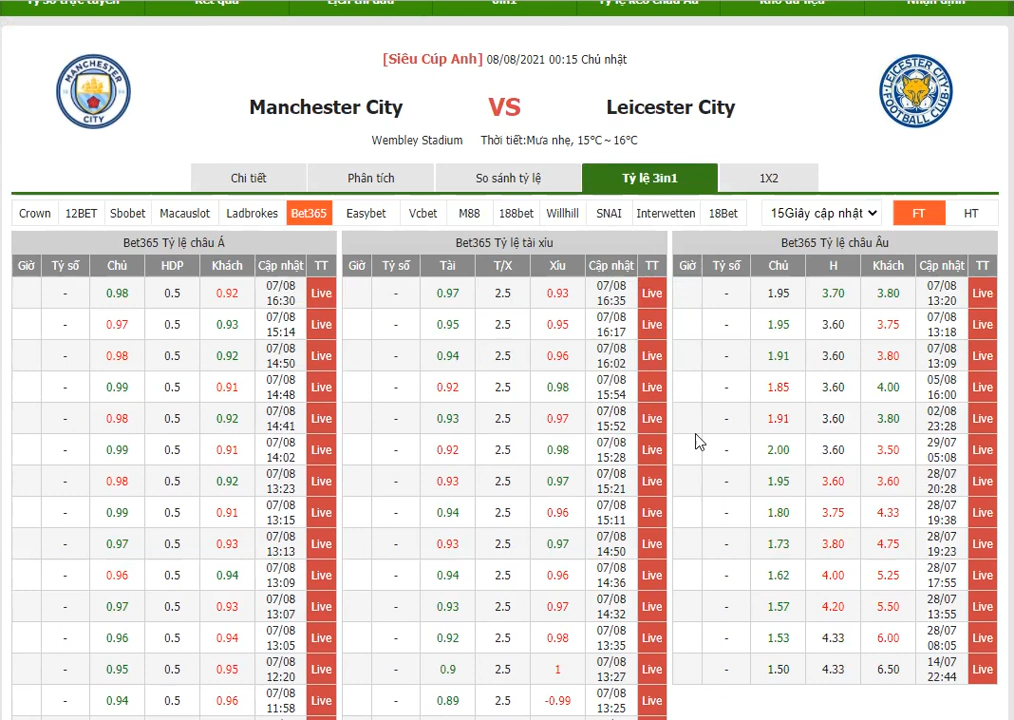 Tỷ số trực tuyến Kết quả Lịch thi đấu 6in1 Tỷ lệ kèo châu Á Kho dữ liệu Nhận định
[Siêu Cúp Anh] 08/08/2021 00:15 Chủ nhật
MANCHESTER CITY
LEICESTER CITY FOOTBALL CLUB
Manchester City VS Leicester City
Wembley Stadium Thời tiết:Mưa nhẹ, 15℃～16℃
Chi tiết Phân tích So sánh tỷ lệ Tỷ lệ 3in1 1X2
Crown 12BET Sbobet Macauslot Ladbrokes Bet365 Easybet Vcbet M88 188bet Willhill SNAI Interwetten 18Bet 15Giây cập nhật FT HT
Bet365 Tỷ lệ châu Á Bet365 Tỷ lệ tài xỉu Bet365 Tỷ lệ châu Âu
Giờ Tỷ số Chủ HDP Khách Cập nhật TT Giờ Tỷ số Tài T/X Xỉu Cập nhật TT Giờ Tỷ số Chủ H Khách Cập nhật TT
- 0.98 0.5 0.92 07/08 16:30 Live - 0.97 2.5 0.93 07/08 16:35 Live - 1.95 3.70 3.80 07/08 13:20 Live
- 0.97 0.5 0.93 07/08 15:14 Live - 0.95 2.5 0.95 07/08 16:17 Live - 1.95 3.60 3.75 07/08 13:18 Live
- 0.98 0.5 0.92 07/08 14:50 Live - 0.94 2.5 0.96 07/08 16:02 Live - 1.91 3.60 3.80 07/08 13:09 Live
- 0.99 0.5 0.91 07/08 14:48 Live - 0.92 2.5 0.98 07/08 15:54 Live - 1.85 3.60 4.00 05/08 16:00 Live
- 0.98 0.5 0.92 07/08 14:41 Live - 0.93 2.5 0.97 07/08 15:52 Live - 1.91 3.60 3.80 02/08 23:28 Live
- 0.99 0.5 0.91 07/08 14:02 Live - 0.92 2.5 0.98 07/08 15:28 Live - 2.00 3.60 3.50 29/07 05:08 Live
- 0.98 0.5 0.92 07/08 13:23 Live - 0.93 2.5 0.97 07/08 15:21 Live - 1.95 3.60 3.60 28/07 20:28 Live
- 0.99 0.5 0.91 07/08 13:15 Live - 0.94 2.5 0.96 07/08 15:11 Live - 1.80 3.75 4.33 28/07 19:38 Live
- 0.97 0.5 0.93 07/08 13:13 Live - 0.93 2.5 0.97 07/08 14:50 Live - 1.73 3.80 4.75 28/07 19:23 Live
- 0.96 0.5 0.94 07/08 13:09 Live - 0.94 2.5 0.96 07/08 14:36 Live - 1.62 4.00 5.25 28/07 17:55 Live
- 0.97 0.5 0.93 07/08 13:07 Live - 0.93 2.5 0.97 07/08 14:32 Live - 1.57 4.20 5.50 28/07 13:55 Live
- 0.96 0.5 0.94 07/08 13:05 Live - 0.92 2.5 0.98 07/08 13:35 Live - 1.53 4.33 6.00 28/07 08:05 Live
- 0.95 0.5 0.95 07/08 12:20 Live - 0.9 2.5 1 07/08 13:27 Live - 1.50 4.33 6.50 14/07 22:44 Live
- 0.94 0.5 0.96 07/08 11:58 Live - 0.89 2.5 -0.99 07/08 13:25 Live